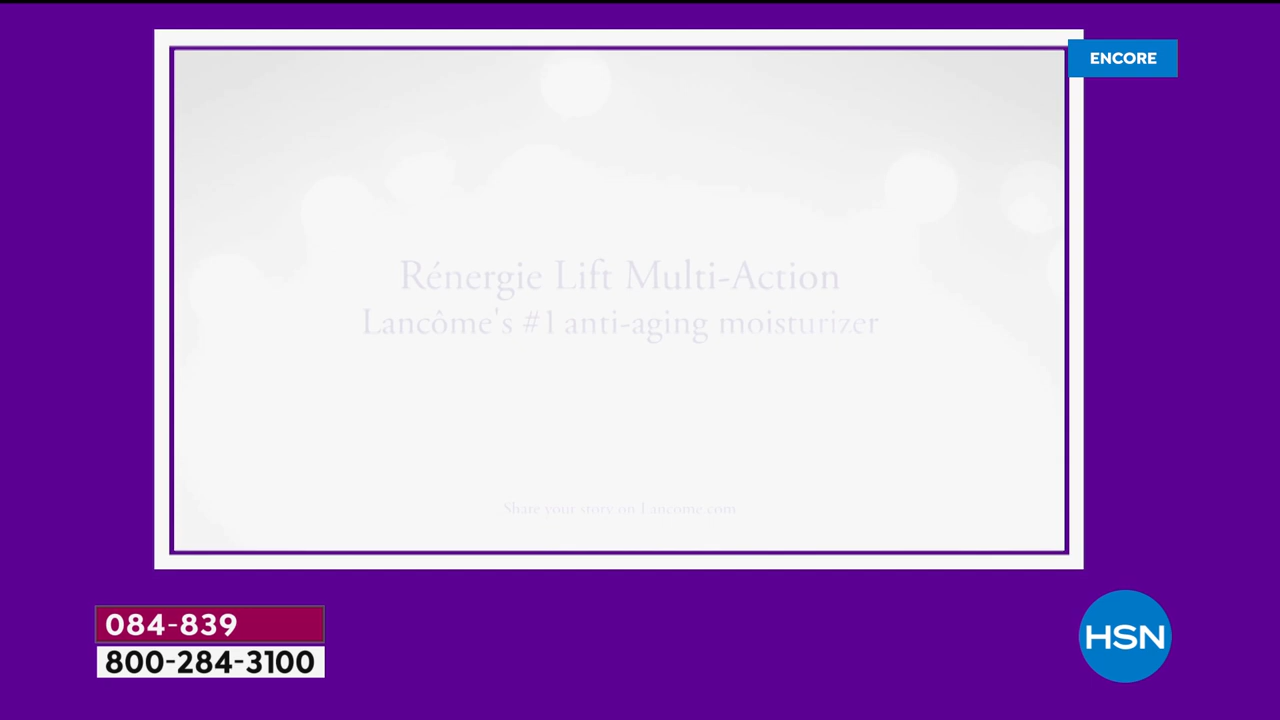 ENCORE
Rénergie Lift Multi-Action
Lancôme's #1 anti-aging moisturizer
Share your story on Lancome.com
084-839
800-284-3100
HSN